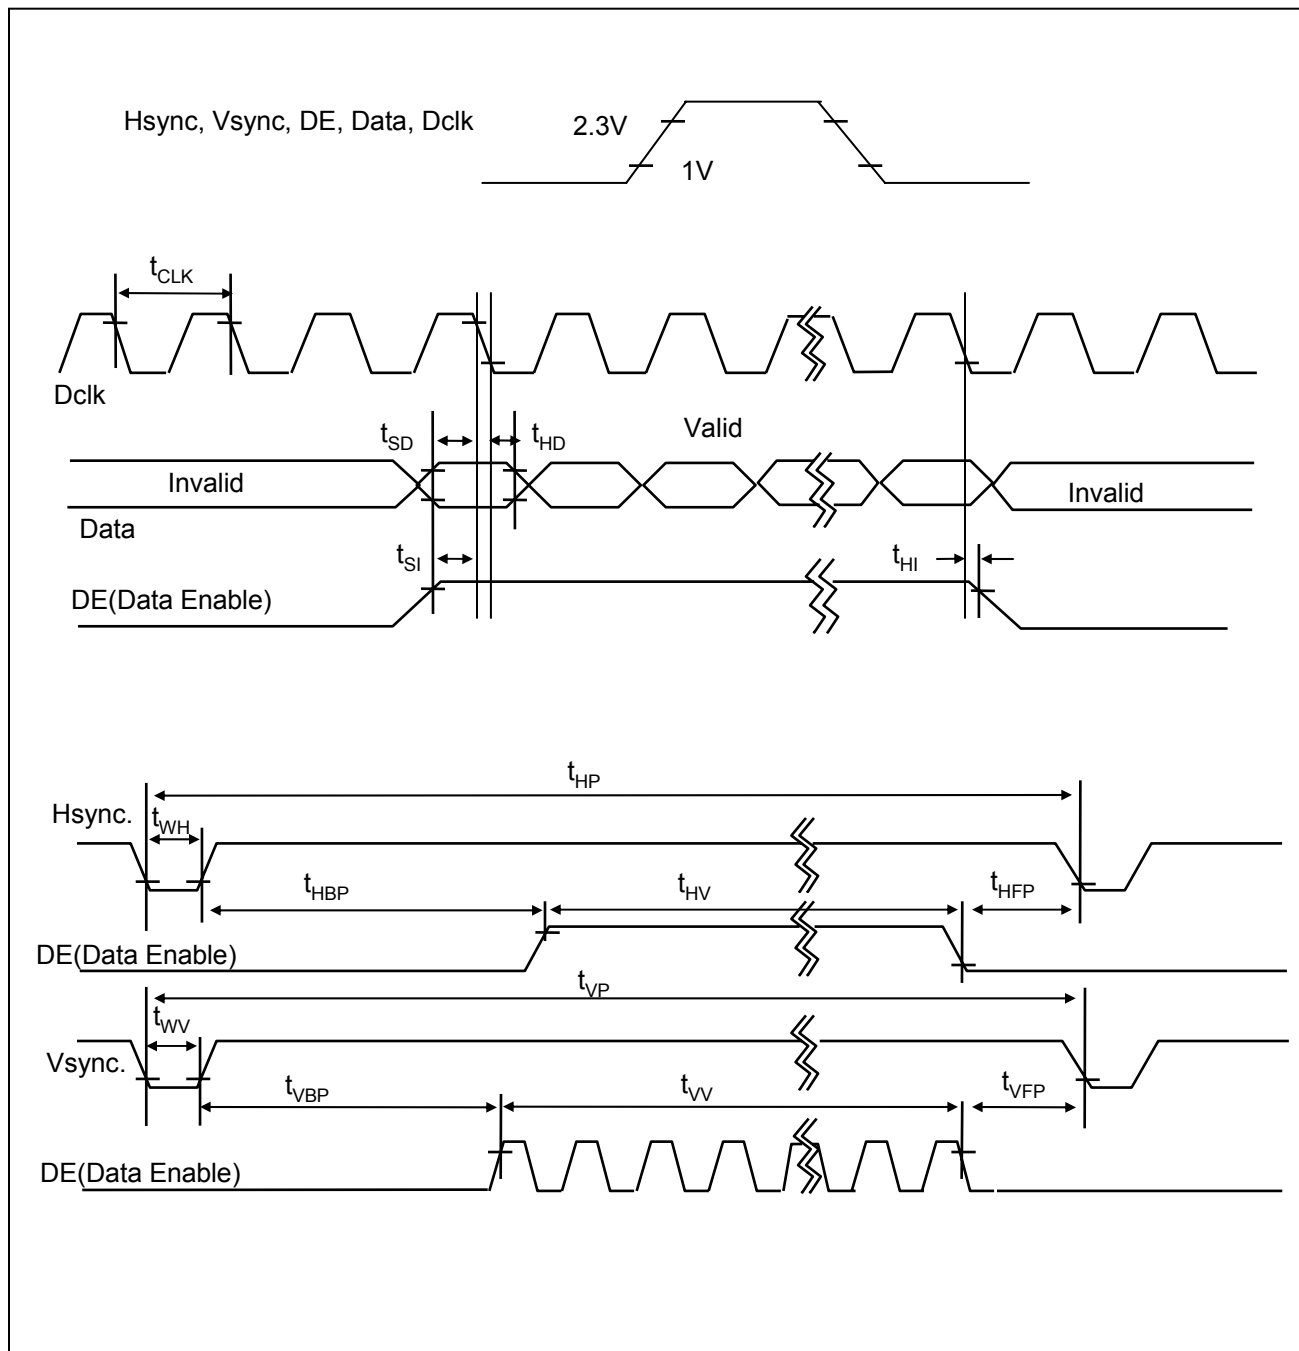 Hsync, Vsync, DE, Data, Dclk
2.3V
1V
tCLK
Dclk
tSD
tHD
Valid
Invalid
Invalid
Data
tSI
tHI
DE(Data Enable)
tHP
Hsync.
tWH
tHBP
tHV
tHFP
DE(Data Enable)
tVP
tWV
Vsync.
tVBP
tVV
tVFP
DE(Data Enable)